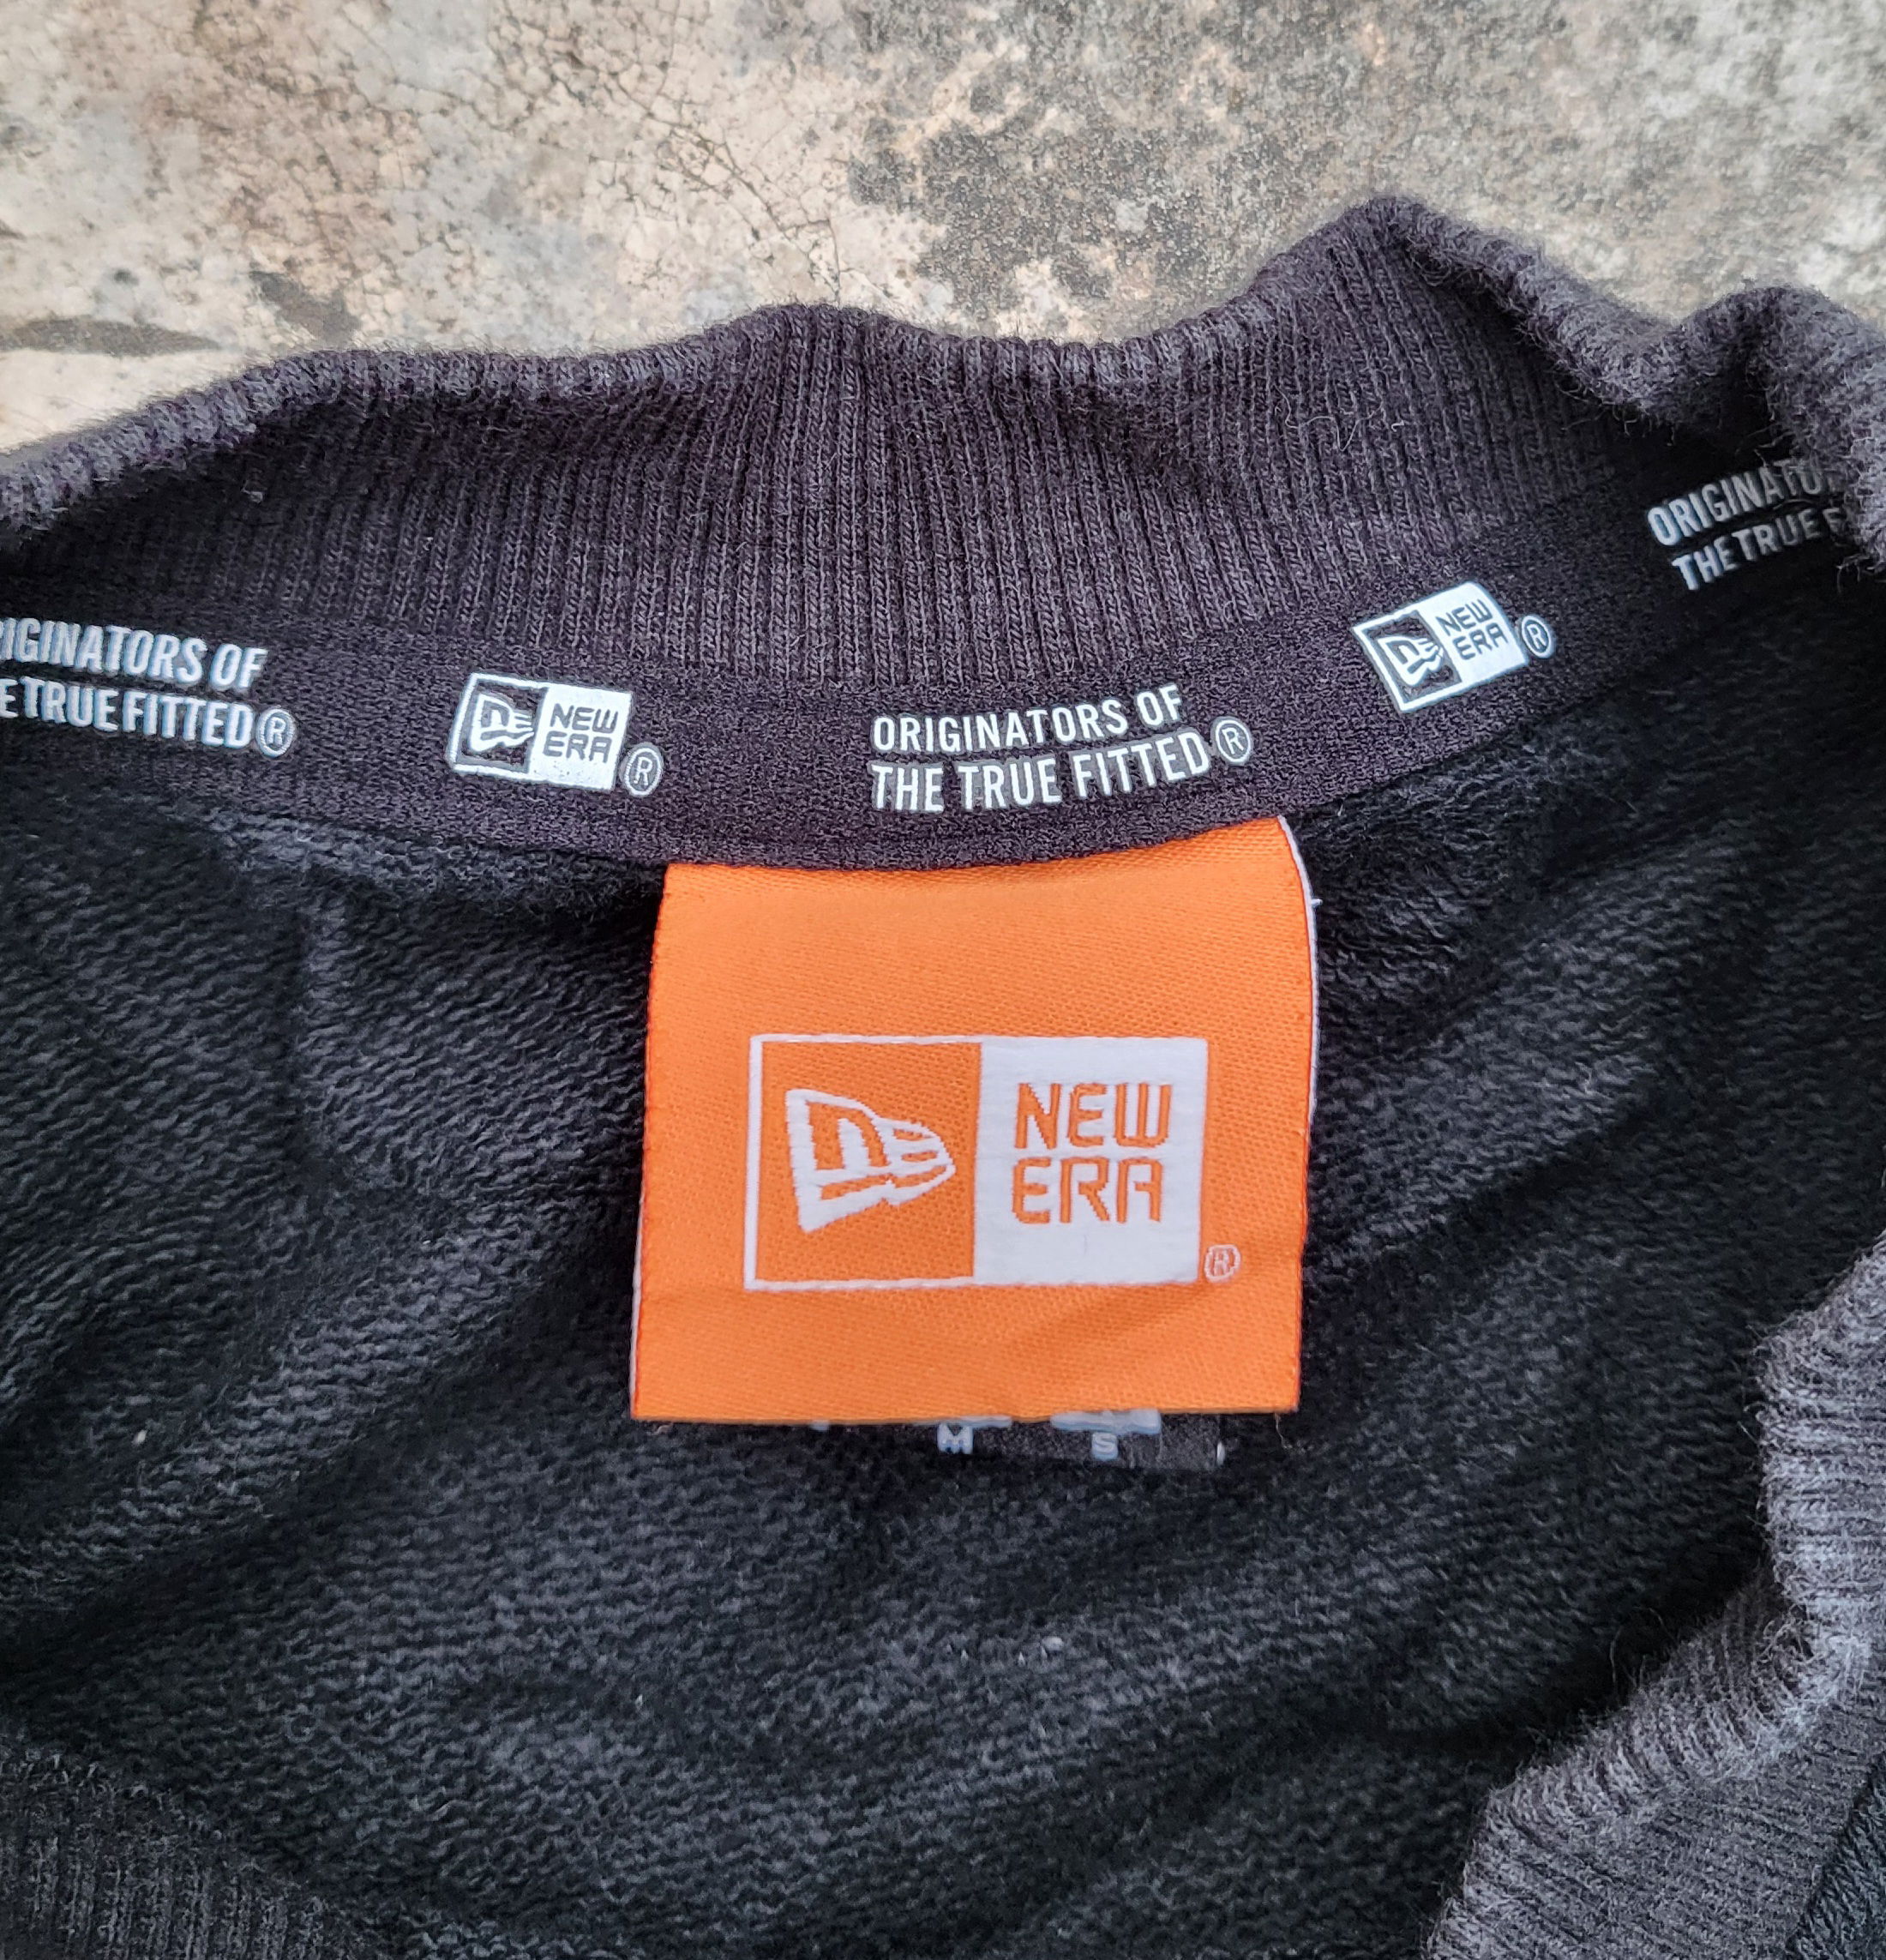 IGINATORS OF
E TRUE FITTED®
NEW
ERA ®
ORIGINATORS OF
THE TRUE FITTED®
NEW
ERA ®
ORIGINATO
THE TRUE F
NEW
ERA
®
M S